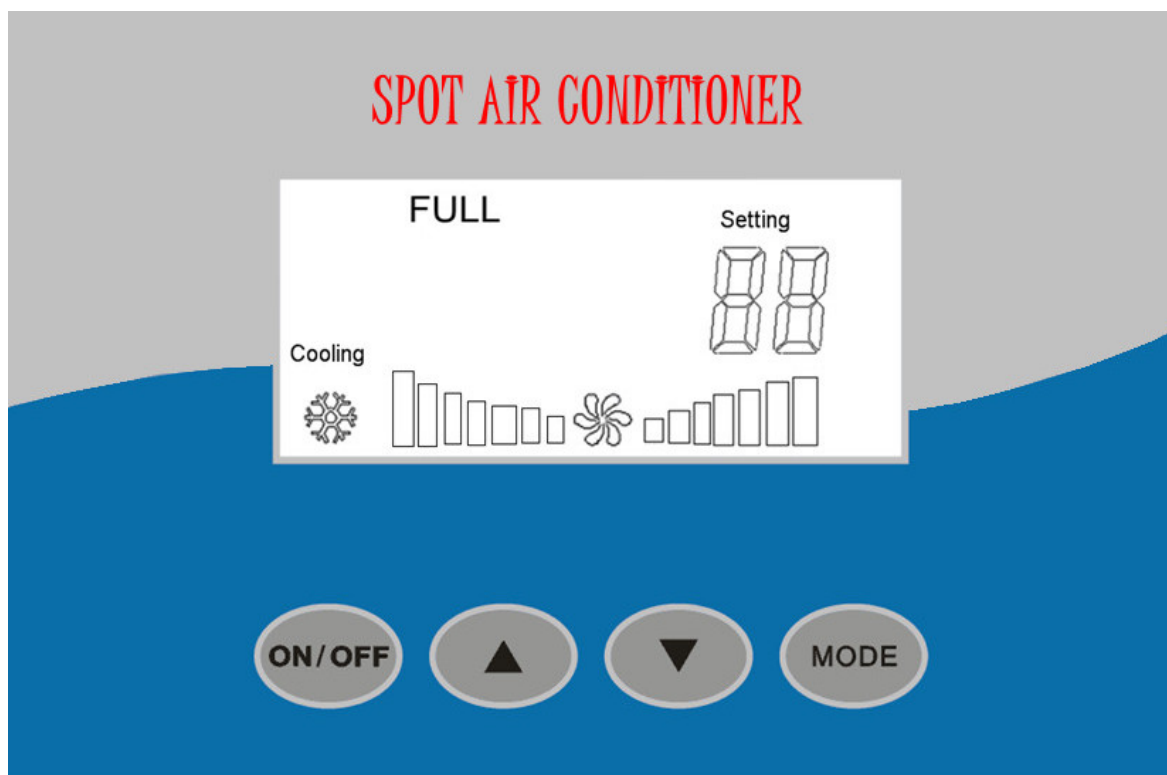 SPOT AIR CONDITIONER
FULL
Setting
88
Cooling
ON/OFF
▲
▼
MODE